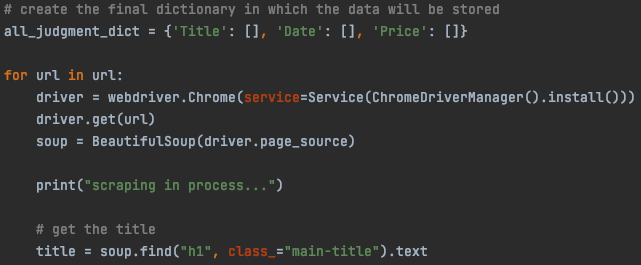 # create the final dictionary in which the data will be stored
all_judgment_dict = {'Title': [], 'Date': [], 'Price': []}
for url in url:
    driver = webdriver.Chrome(service=Service(ChromeDriverManager().install()))
    driver.get(url)
    soup = BeautifulSoup(driver.page_source)
    print("scraping in process...")
    # get the title
    title = soup.find("h1", class_="main-title").text